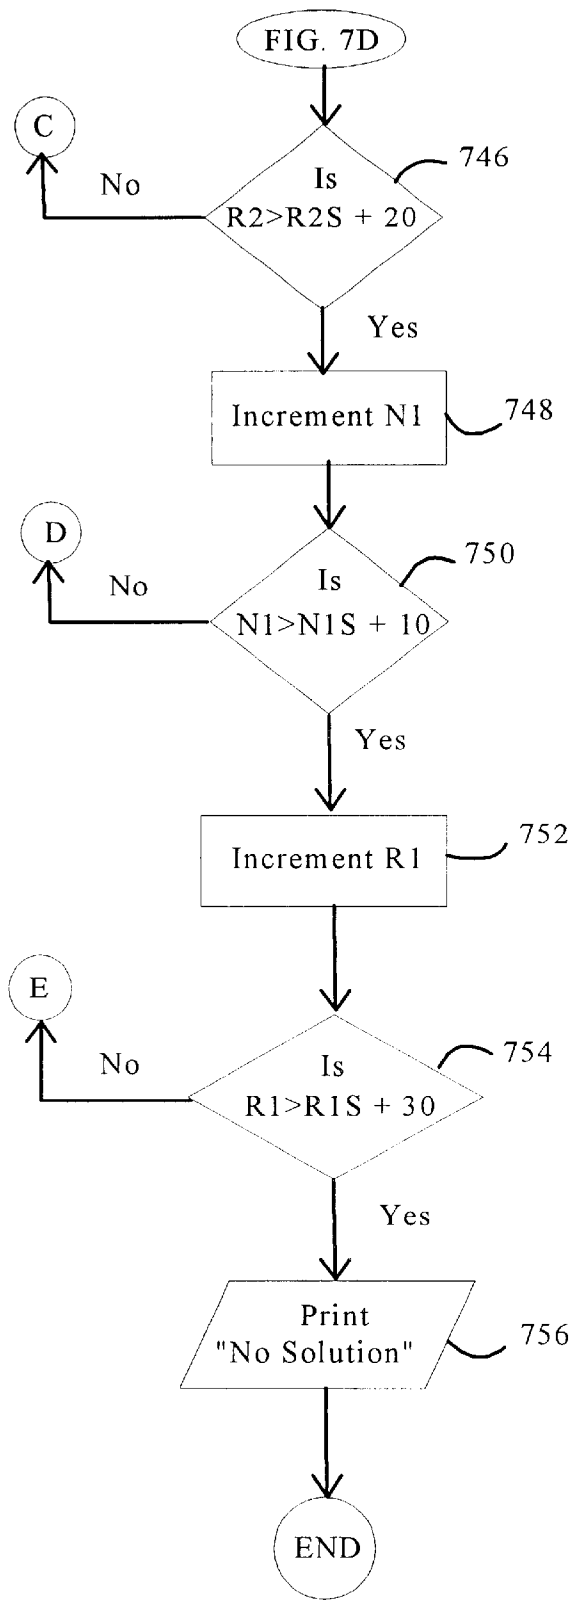 FIG. 7D
C
No
Is
R2>R2S + 20
746
Yes
Increment N1
748
D
No
Is
N1>N1S + 10
750
Yes
Increment R1
752
E
No
Is
R1>R1S + 30
754
Yes
Print
"No Solution"
756
END